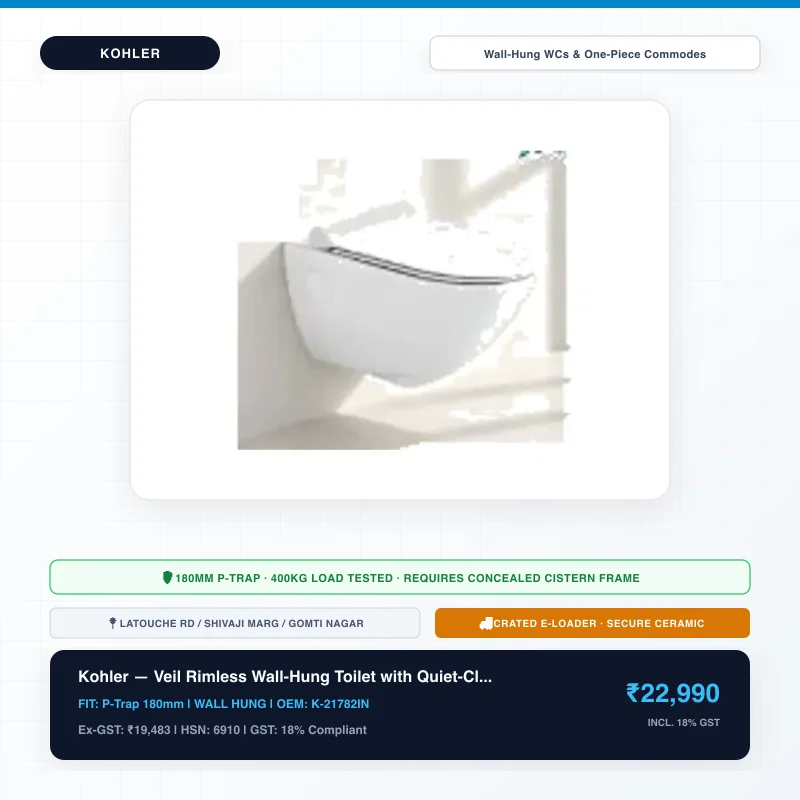 KOHLER
Wall-Hung WCs & One-Piece Commodes
180MM P-TRAP · 400KG LOAD TESTED · REQUIRES CONCEALED CISTERN FRAME
LATOUCHE RD / SHIVAJI MARG / GOMTI NAGAR
CRATED E-LOADER · SECURE CERAMIC
Kohler — Veil Rimless Wall-Hung Toilet with Quiet-Cl...
FIT: P-Trap 180mm | WALL HUNG | OEM: K-21782IN
₹22,990
Ex-GST: ₹19,483 | HSN: 6910 | GST: 18% Compliant
INCL. 18% GST